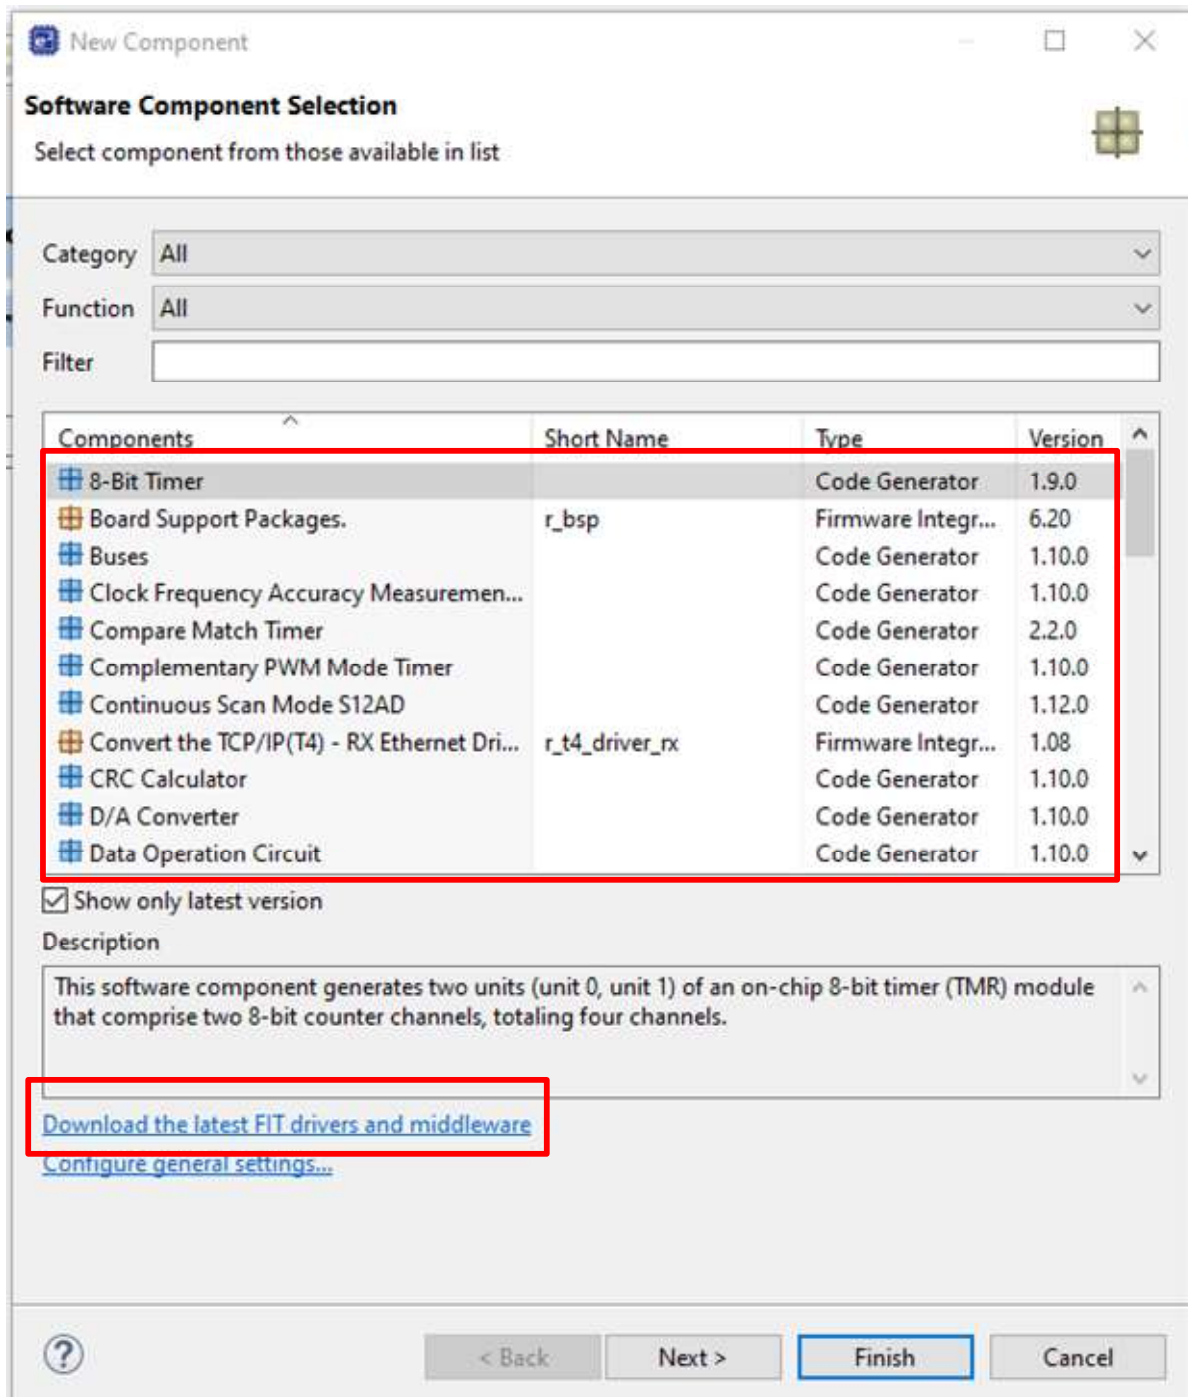 New Component
Software Component Selection
Select component from those available in list
Category All
Function All
Filter
Components Short Name Type Version
8-Bit Timer Code Generator 1.9.0
Board Support Packages. r_bsp Firmware Integr... 6.20
Buses Code Generator 1.10.0
Clock Frequency Accuracy Measuremen... Code Generator 1.10.0
Compare Match Timer Code Generator 2.2.0
Complementary PWM Mode Timer Code Generator 1.10.0
Continuous Scan Mode S12AD Code Generator 1.12.0
Convert the TCP/IP(T4) - RX Ethernet Dri... r_t4_driver_rx Firmware Integr... 1.08
CRC Calculator Code Generator 1.10.0
D/A Converter Code Generator 1.10.0
Data Operation Circuit Code Generator 1.10.0
Show only latest version
Description
This software component generates two units (unit 0, unit 1) of an on-chip 8-bit timer (TMR) module
that comprise two 8-bit counter channels, totaling four channels.
Download the latest FIT drivers and middleware
Configure general settings...
? < Back Next > Finish Cancel